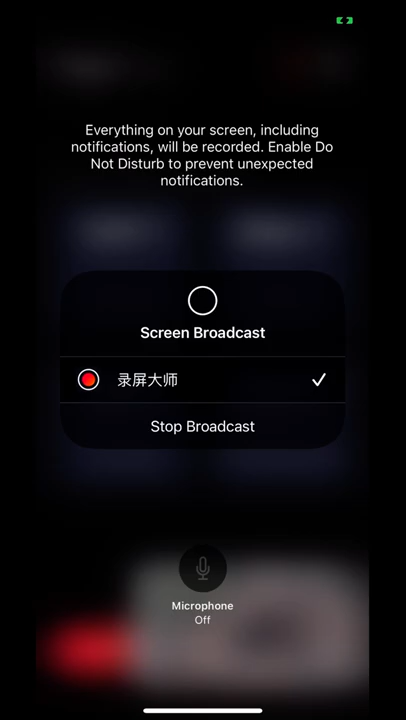 Everything on your screen, including
notifications, will be recorded. Enable Do
Not Disturb to prevent unexpected
notifications.
Screen Broadcast
录屏大师
Stop Broadcast
Microphone
Off